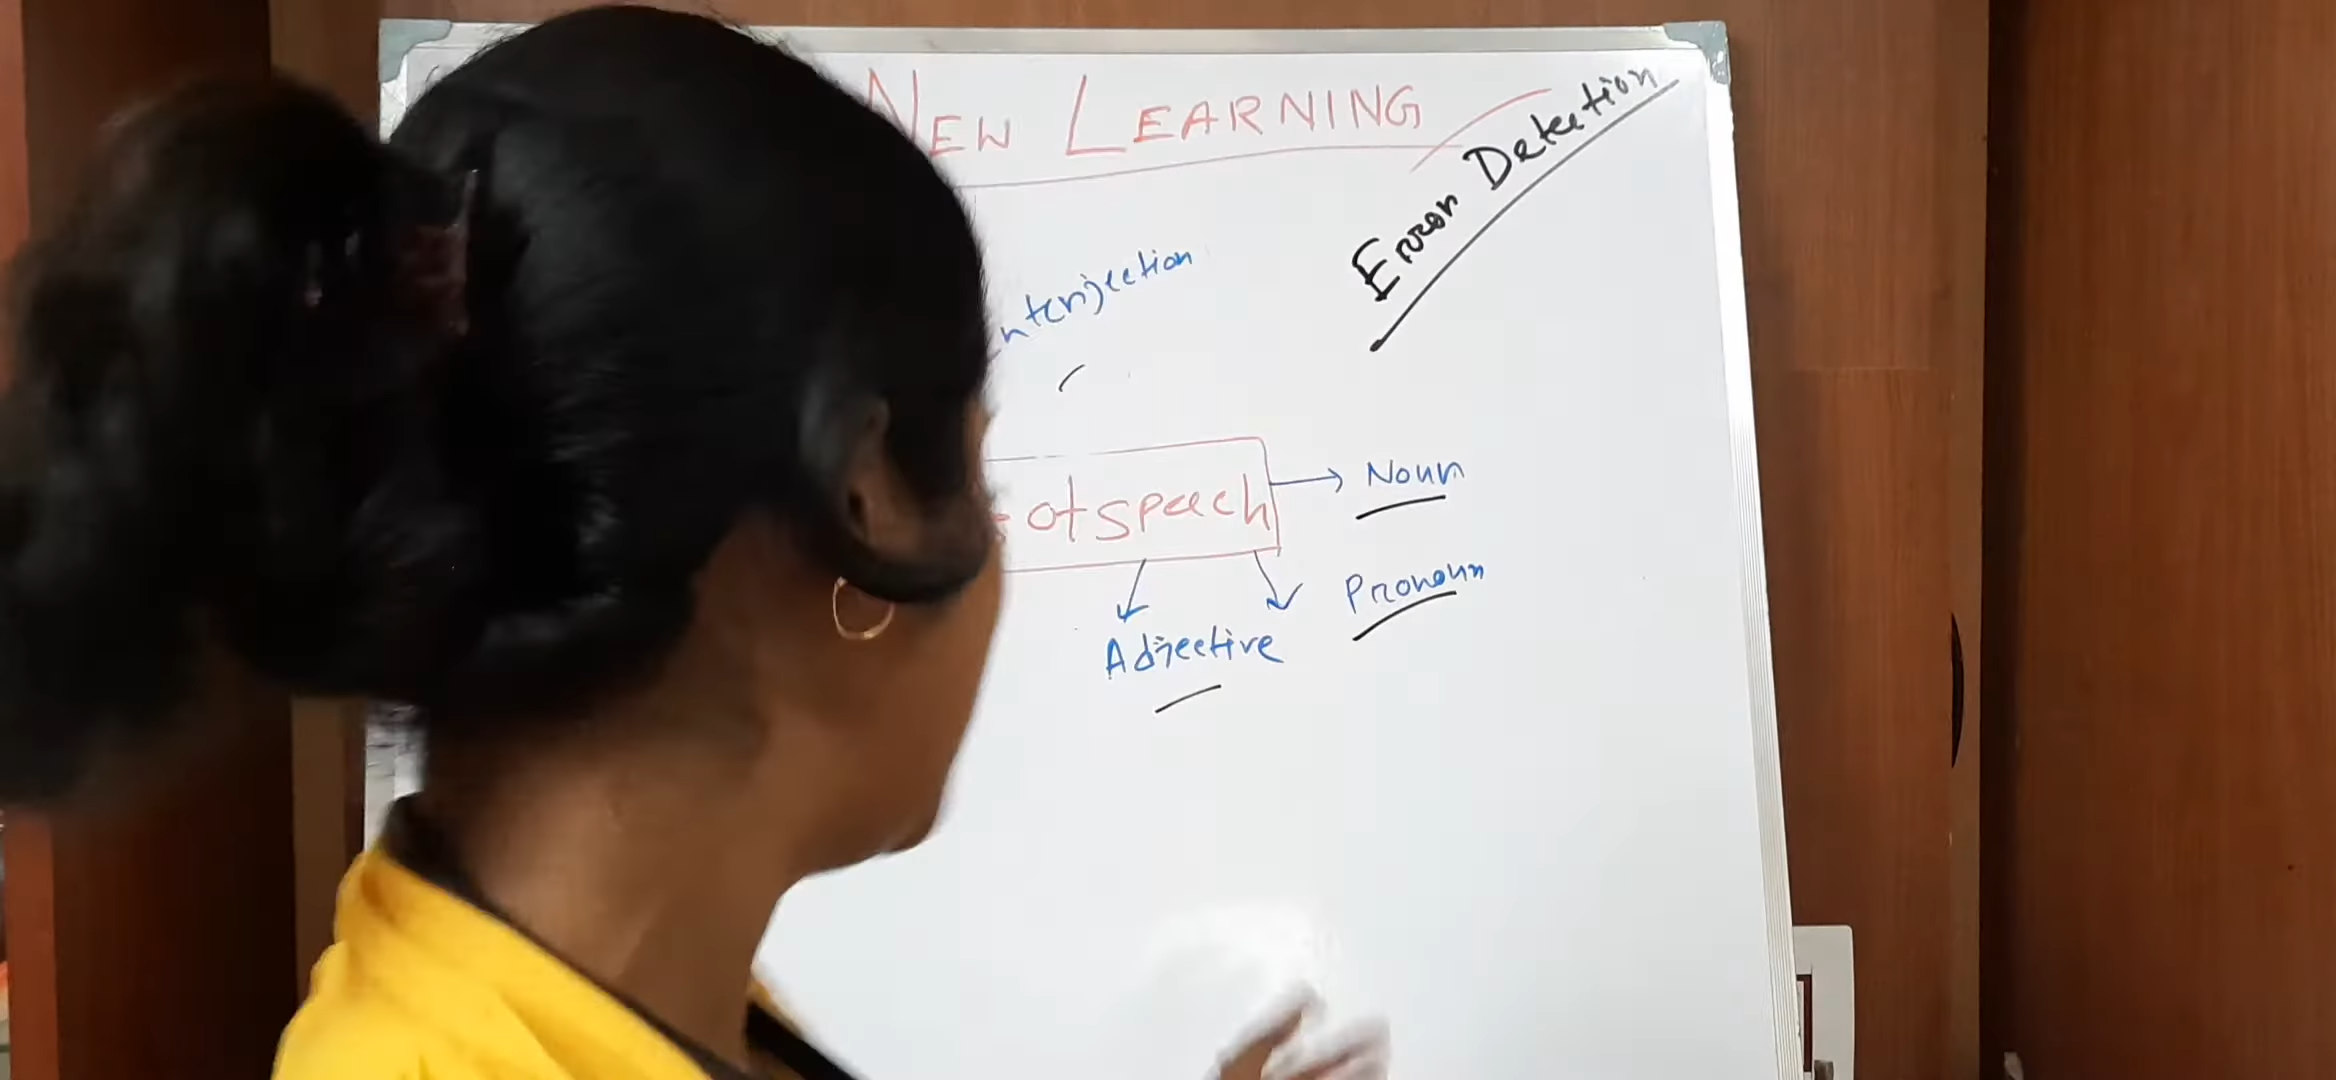 NEW LEARNING
Error Detection
nterjection
of speech
Noun
Pronoun
Adjective